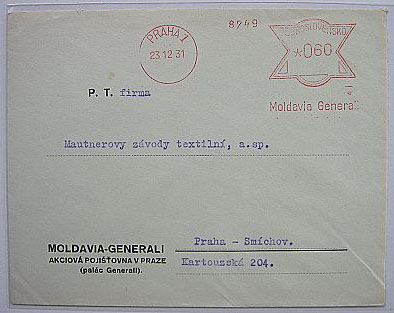 PRAHA 1
23.12.31
8749
ČESKOSLOVENSKO
*060
Moldavia Generali
P. T. firma
Mautnerovy závody textilní, a.sp.
MOLDAVIA-GENERALI
AKCIOVÁ POJIŠŤOVNA V PRAZE
(palác Generali).
Praha - Smíchov.
Kartouzská 204.